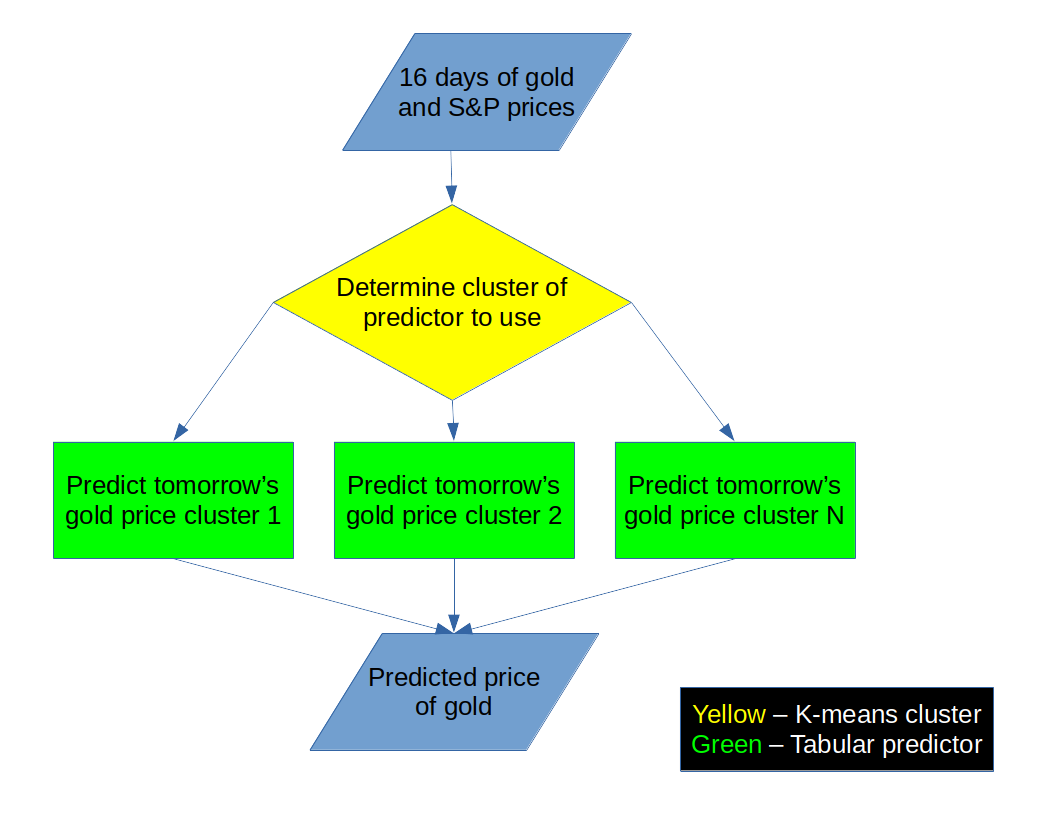 16 days of gold
and S&P prices
Determine cluster of
predictor to use
Predict tomorrow’s
gold price cluster 1
Predict tomorrow’s
gold price cluster 2
Predict tomorrow’s
gold price cluster N
Predicted price
of gold
Yellow – K-means cluster
Green – Tabular predictor